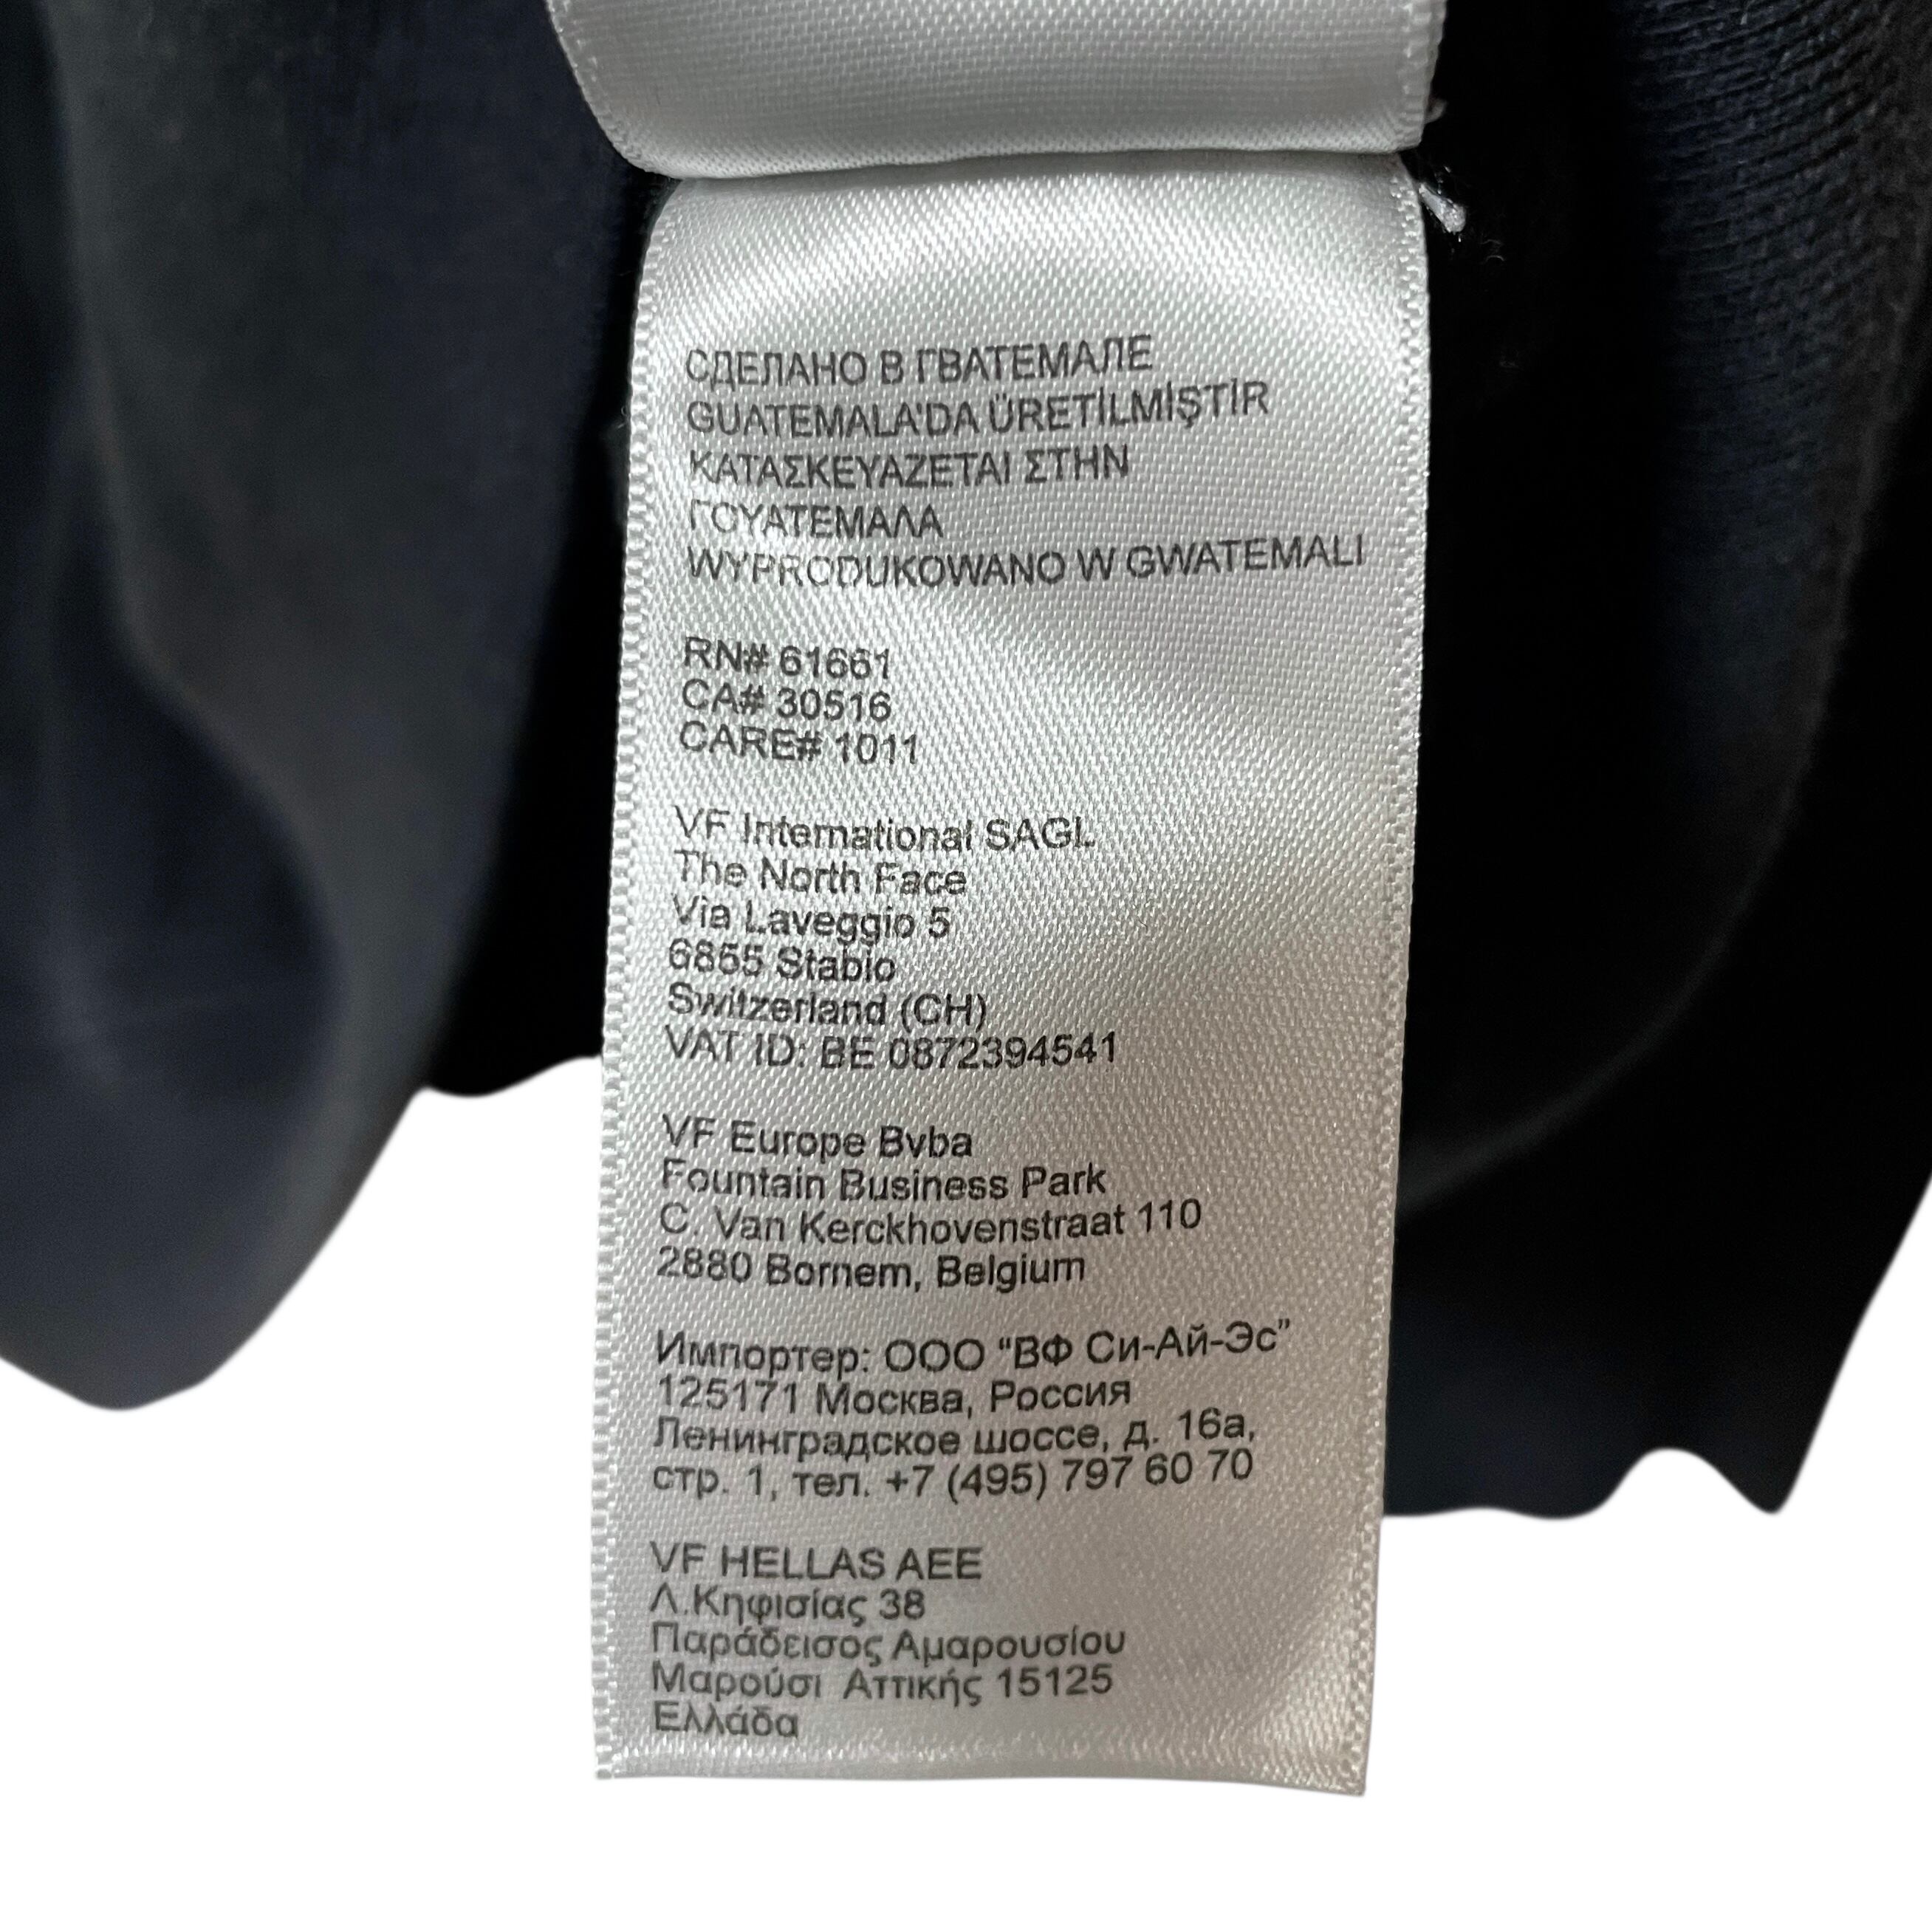 СДЕЛАНО В ГВАТЕМАЛЕ
GUATEMALA'DA ÜRETİLMİŞTİR
ΚΑΤΑΣΚΕΥΑΖΕΤΑΙ ΣΤΗΝ
ΓΟΥΑΤΕΜΑΛΑ
WYPRODUKOWANO W GWATEMALI
RN# 61661
CA# 30516
CARE# 1011
VF International SAGL
The North Face
Via Laveggio 5
6855 Stabio
Switzerland (CH)
VAT ID: BE 0872394541
VF Europe Bvba
Fountain Business Park
C. Van Kerckhovenstraat 110
2880 Bornem, Belgium
Импортер: ООО “ВФ Си-Ай-Эс”
125171 Москва, Россия
Ленинградское шоссе, д. 16а,
стр. 1, тел. +7 (495) 797 60 70
VF HELLAS AEE
Λ.Κηφισίας 38
Παράδεισος Αμαρουσίου
Μαρούσι Αττικής 15125
Ελλάδα